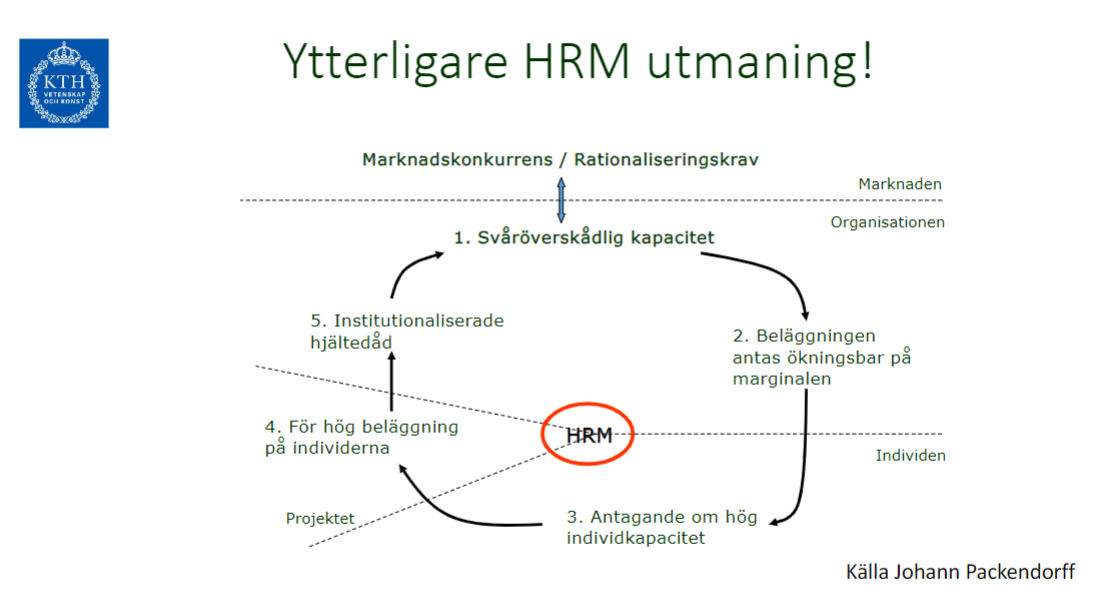 Ytterligare HRM utmaning!
KTH
VETENSKAP
OCH KONST
Marknadskonkurrens / Rationaliseringskrav
Marknaden
Organisationen
1. Svåröverskådlig kapacitet
5. Institutionaliserade
hjältedåd
2. Beläggningen
antas ökningsbar på
marginalen
4. För hög beläggning
på individerna
HRM
Individen
Projektet
3. Antagande om hög
individkapacitet
Källa Johann Packendorff